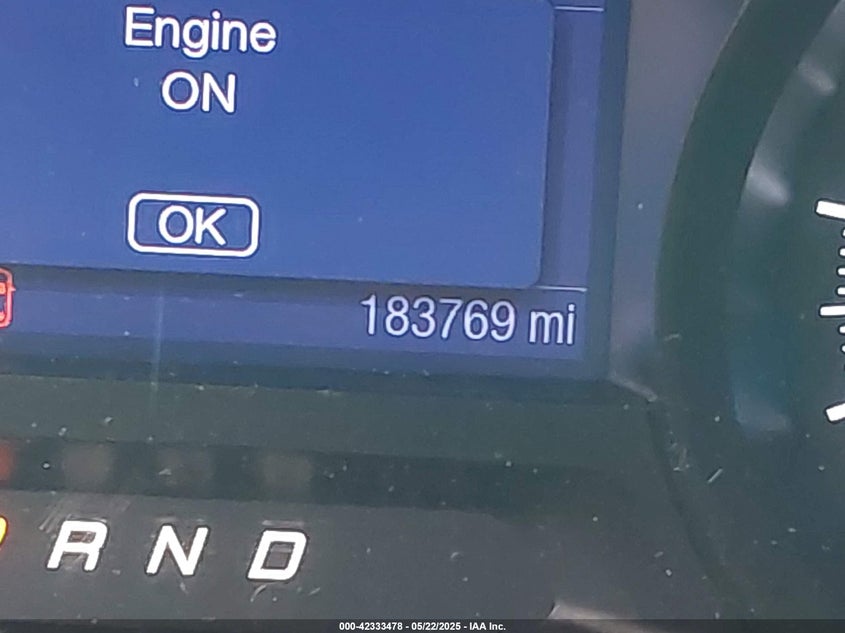 Engine
ON
OK
183769 mi
R N D
000-42333478 - 05/22/2025 - IAA Inc.